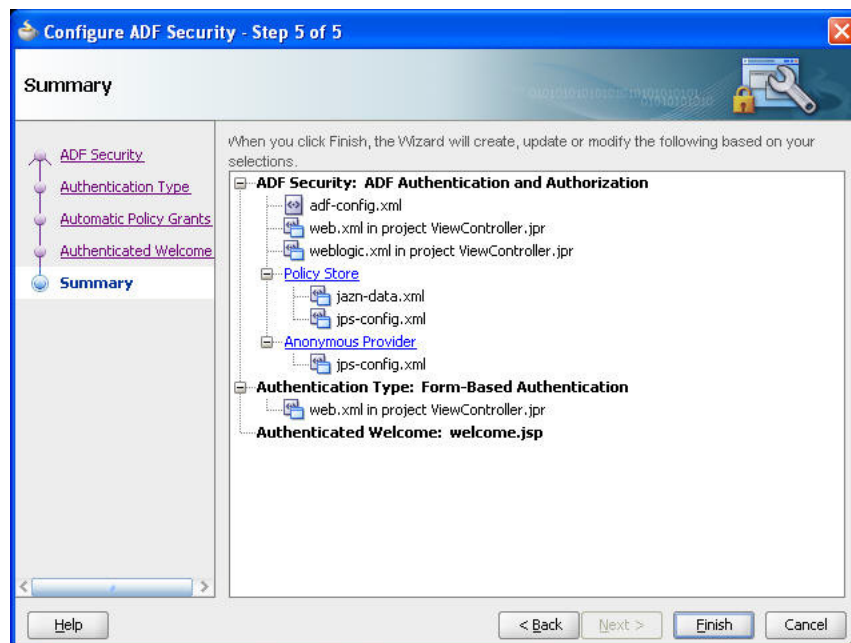 Configure ADF Security - Step 5 of 5
Summary
ADF Security
Authentication Type
Automatic Policy Grants
Authenticated Welcome
Summary
When you click Finish, the Wizard will create, update or modify the following based on your
selections.
ADF Security: ADF Authentication and Authorization
adf-config.xml
web.xml in project ViewController.jpr
weblogic.xml in project ViewController.jpr
Policy Store
jazn-data.xml
jps-config.xml
Anonymous Provider
jps-config.xml
Authentication Type: Form-Based Authentication
web.xml in project ViewController.jpr
Authenticated Welcome: welcome.jsp
Help
< Back
Next >
Finish
Cancel